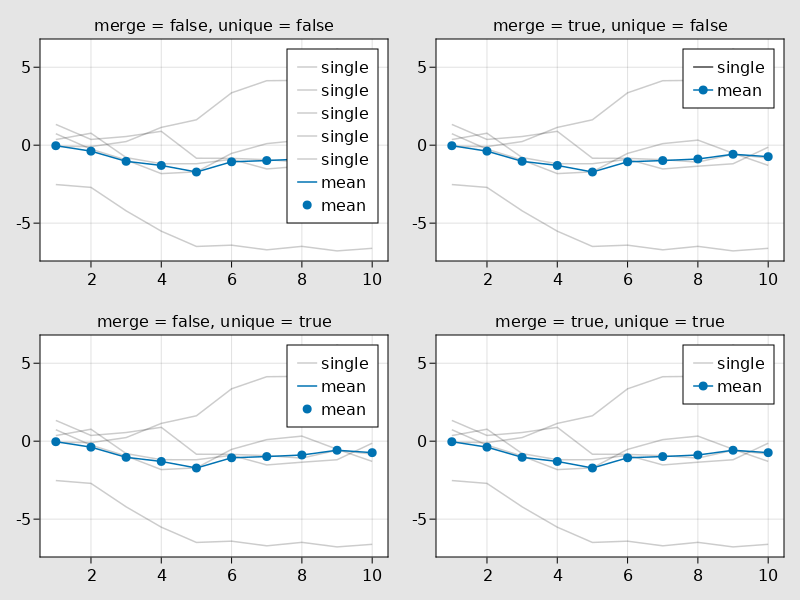 merge = false, unique = false
5
0
-5
2
4
6
8
10
single
single
single
single
single
mean
mean
merge = true, unique = false
5
0
-5
2
4
6
8
10
single
mean
merge = false, unique = true
5
0
-5
2
4
6
8
10
single
mean
mean
merge = true, unique = true
5
0
-5
2
4
6
8
10
single
mean